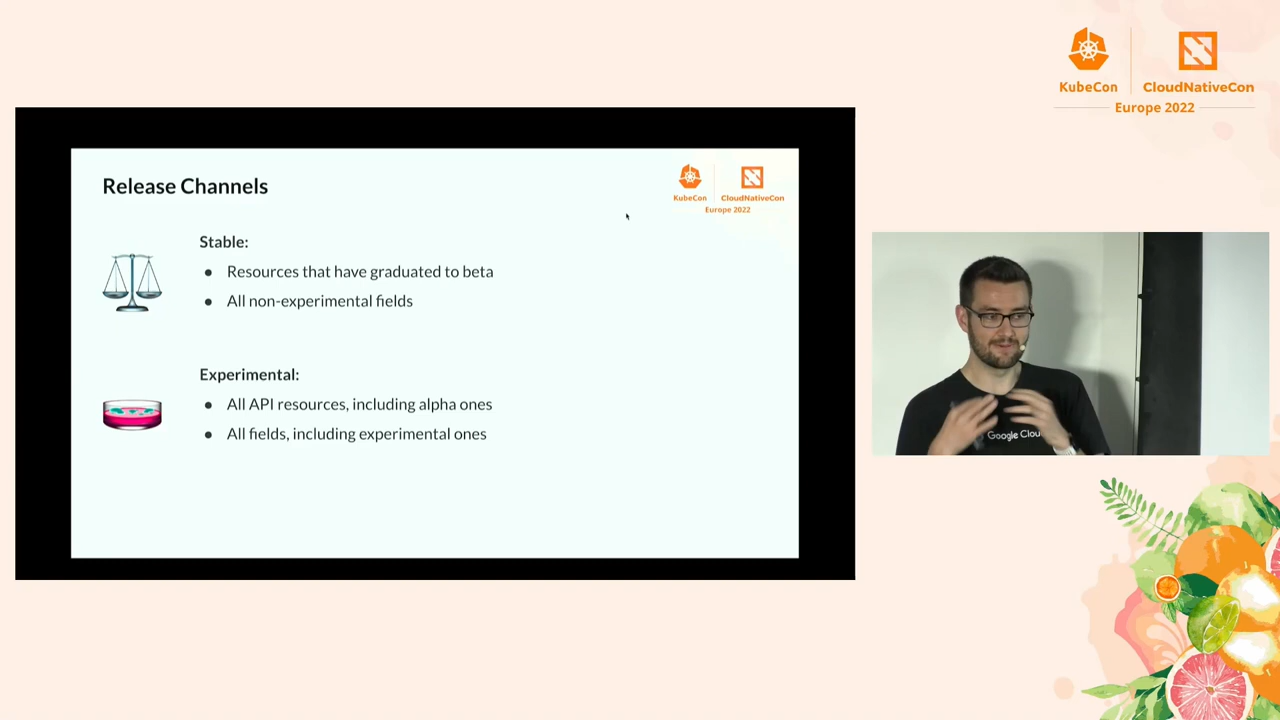 KubeCon
CloudNativeCon
Europe 2022
Release Channels
KubeCon
CloudNativeCon
Europe 2022
Stable:
● Resources that have graduated to beta
● All non-experimental fields
Experimental:
● All API resources, including alpha ones
● All fields, including experimental ones
Google Clou